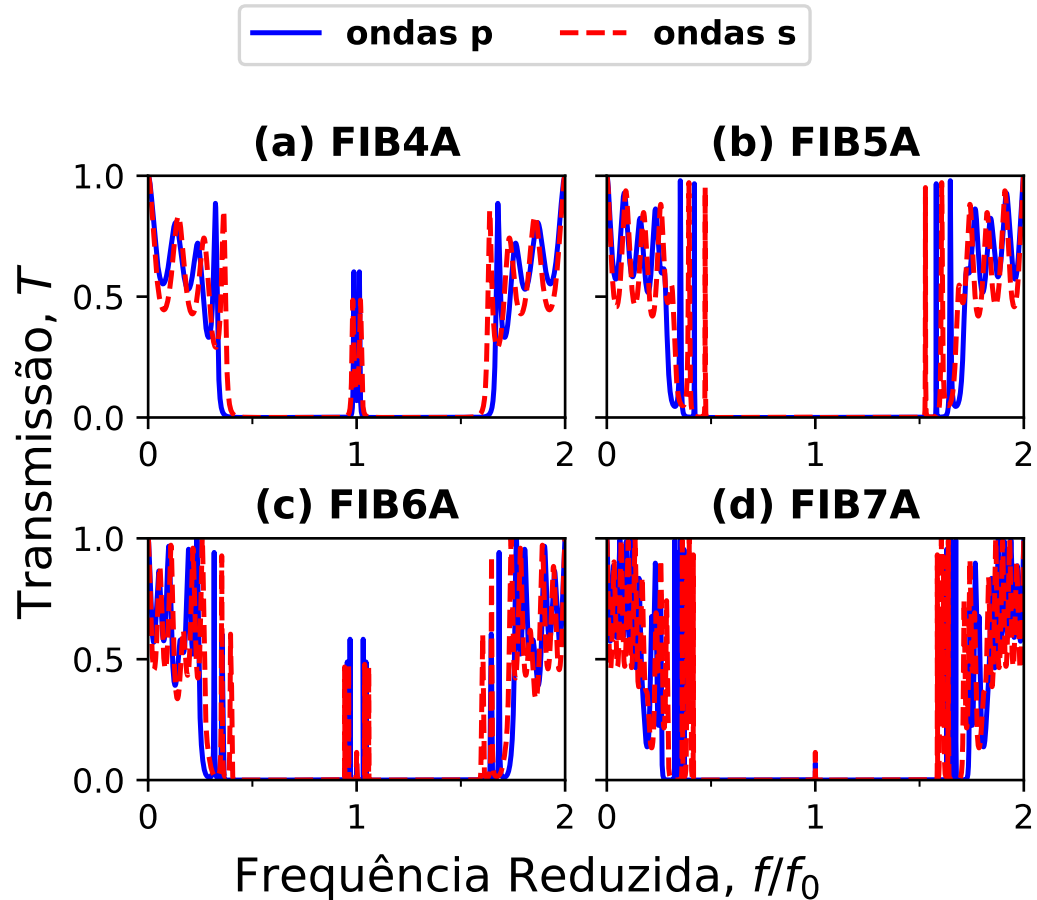 ondas p ondas s
(a) FIB4A (b) FIB5A
1.0
0.5
0.0
0 1 2 0 1 2
(c) FIB6A (d) FIB7A
1.0
0.5
0.0
0 1 2 0 1 2
Transmissão, T
Frequência Reduzida, f/f₀